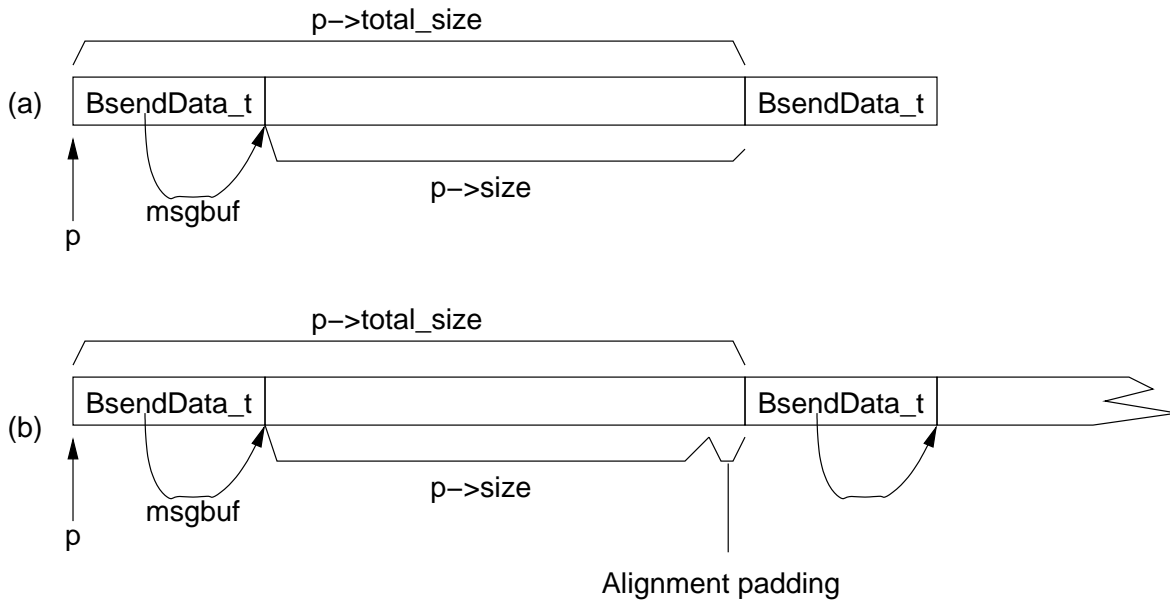 p−>total_size
(a)
BsendData_t
BsendData_t
p−>size
msgbuf
p
p−>total_size
(b)
BsendData_t
BsendData_t
p−>size
msgbuf
p
Alignment padding